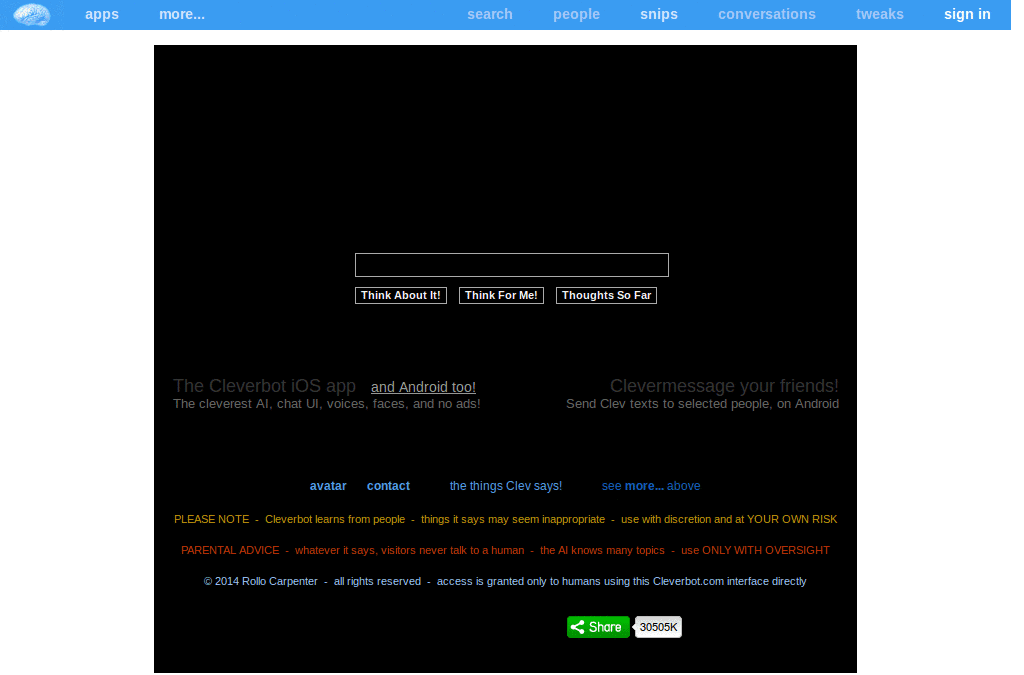 apps more... search people snips conversations tweaks sign in
Think About It! Think For Me! Thoughts So Far
The Cleverbot iOS app and Android too! Clevermessage your friends!
The cleverest AI, chat UI, voices, faces, and no ads! Send Clev texts to selected people, on Android
avatar contact the things Clev says! see more... above
PLEASE NOTE - Cleverbot learns from people - things it says may seem inappropriate - use with discretion and at YOUR OWN RISK
PARENTAL ADVICE - whatever it says, visitors never talk to a human - the AI knows many topics - use ONLY WITH OVERSIGHT
© 2014 Rollo Carpenter - all rights reserved - access is granted only to humans using this Cleverbot.com interface directly
Share 30505K